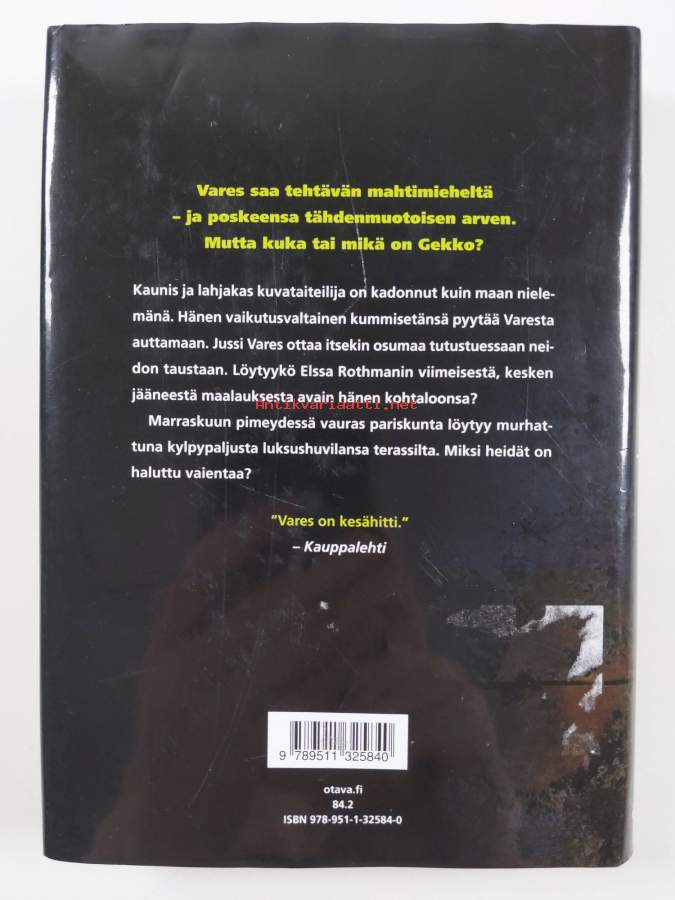 Vares saa tehtävän mahtimieheltä
– ja poskeensa tähdenmuotoisen arven.
Mutta kuka tai mikä on Gekko?
Kaunis ja lahjakas kuvataiteilija on kadonnut kuin maan niele-
mänä. Hänen vaikutusvaltainen kummisetänsä pyytää Varesta
auttamaan. Jussi Vares ottaa itsekin osumaa tutustuessaan nei-
don taustaan. Löytyykö Elssa Rothmanin viimeisestä, kesken
jääneestä maalauksesta avain hänen kohtaloonsa?
Antikvariaatti.net
Marraskuun pimeydessä vauras pariskunta löytyy murhat-
tuna kylpypaljusta luksushuvilansa terassilta. Miksi heidät on
haluttu vaientaa?
”Vares on kesähitti.”
– Kauppalehti
9 789511 325840
otava.fi
84.2
ISBN 978-951-1-32584-0